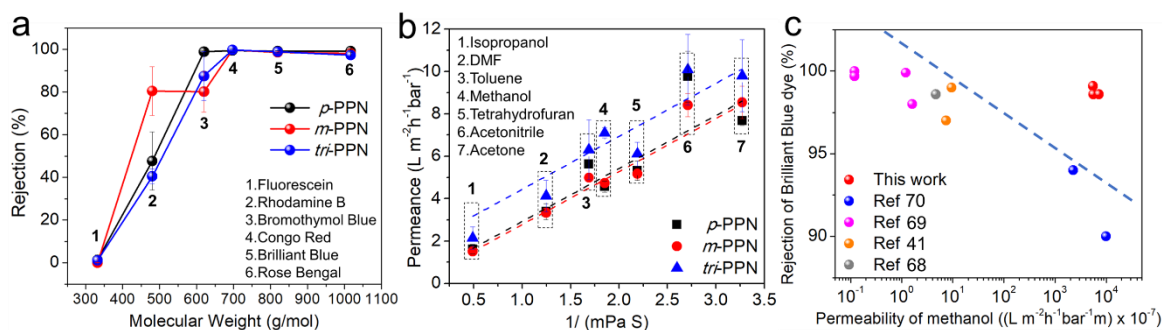 a
Rejection (%)
100
80
60
40
20
0
1
2
3
4
5
6
p-PPN
m-PPN
tri-PPN
1.Fluorescein
2.Rhodamine B
3.Bromothymol Blue
4.Congo Red
5.Brilliant Blue
6.Rose Bengal
300 400 500 600 700 800 900 1000 1100
Molecular Weight (g/mol)
b
Permeance (L m⁻²h⁻¹bar⁻¹)
12
10
8
6
4
2
0
1.Isopropanol
2.DMF
3.Toluene
4.Methanol
5.Tetrahydrofuran
6.Acetonitrile
7.Acetone
1
2
3
4
5
6
7
p-PPN
m-PPN
tri-PPN
0.0 0.5 1.0 1.5 2.0 2.5 3.0 3.5
1/ (mPa S)
c
Rejection of Brilliant Blue dye (%)
100
95
90
This work
Ref 70
Ref 69
Ref 41
Ref 68
10⁻¹ 10⁰ 10¹ 10² 10³ 10⁴
Permeability of methanol ((L m⁻²h⁻¹bar⁻¹m) x 10⁻⁷)